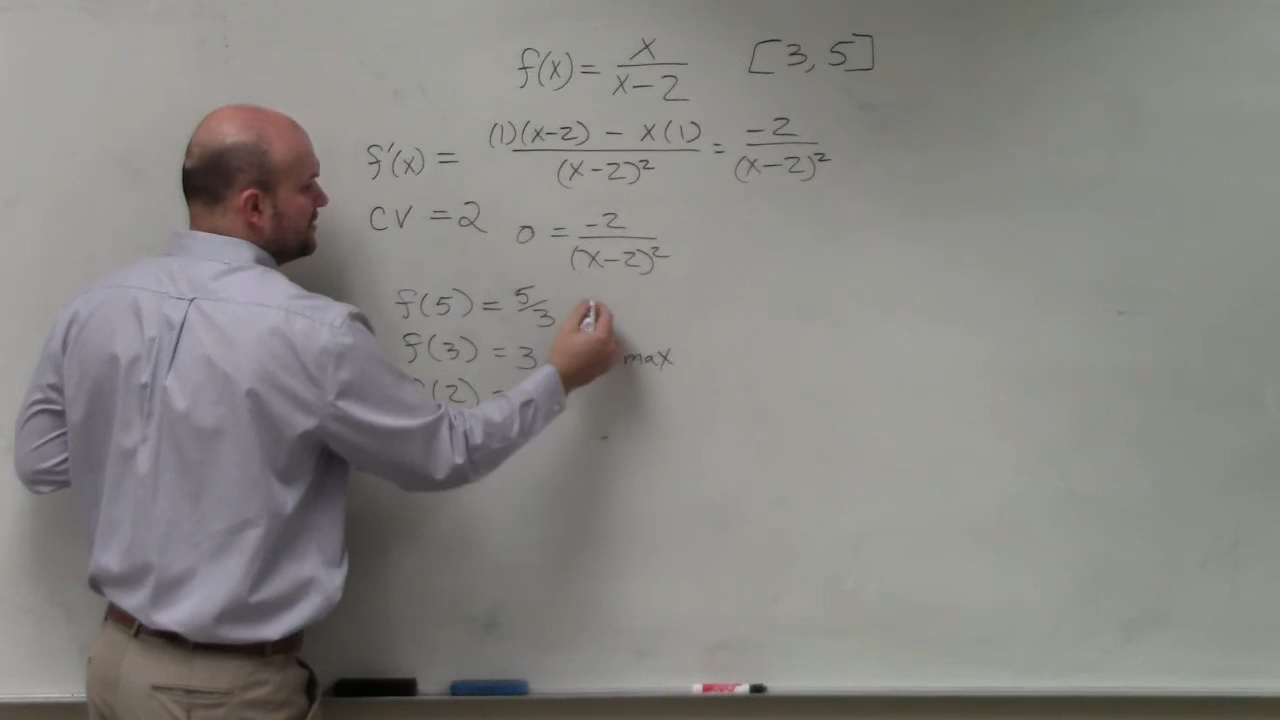 f(x) = x/(x-2) [3, 5]
f'(x) = ((1)(x-2) - x(1))/(x-2)² = -2/(x-2)²
CV = 2 0 = -2/(x-2)²
f(5) = 5/3
f(3) = 3 max
(2) =